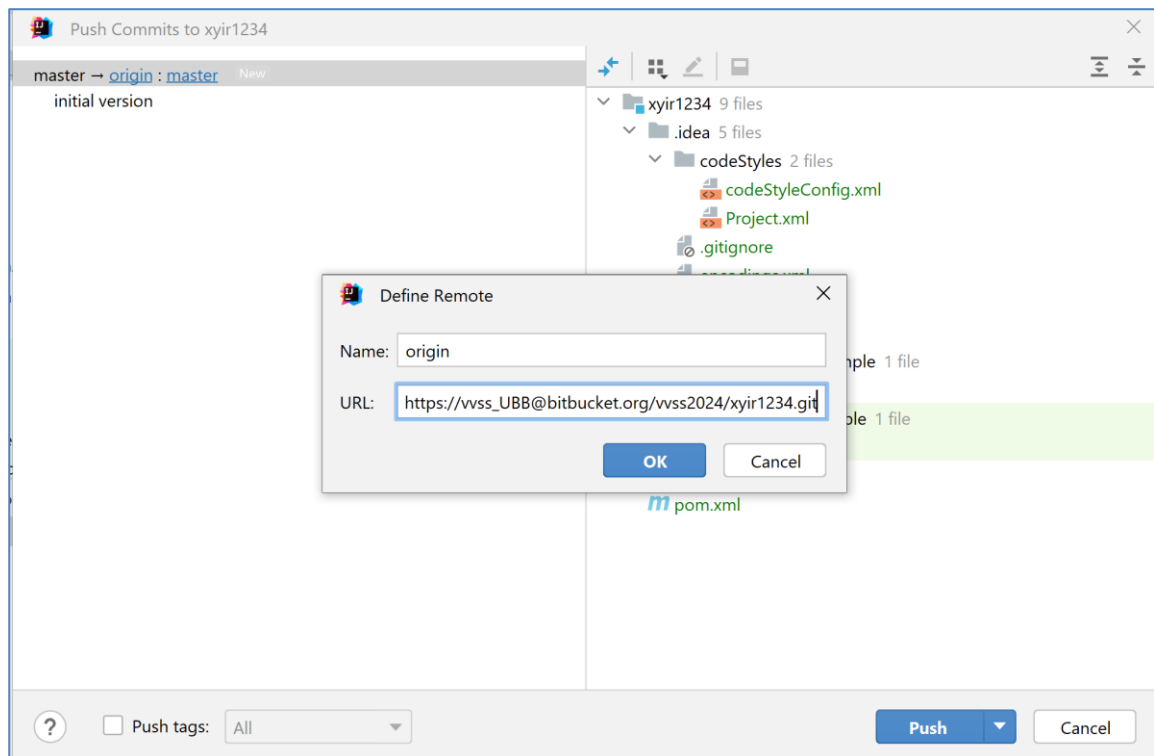 Push Commits to xyir1234
master → origin : master New
initial version
xyir1234 9 files
.idea 5 files
codeStyles 2 files
codeStyleConfig.xml
Project.xml
.gitignore
Define Remote
Name: origin
URL: https://vvss_UBB@bitbucket.org/vvss2024/xyir1234.git
OK Cancel
1 file
1 file
m pom.xml
? Push tags: All Push Cancel